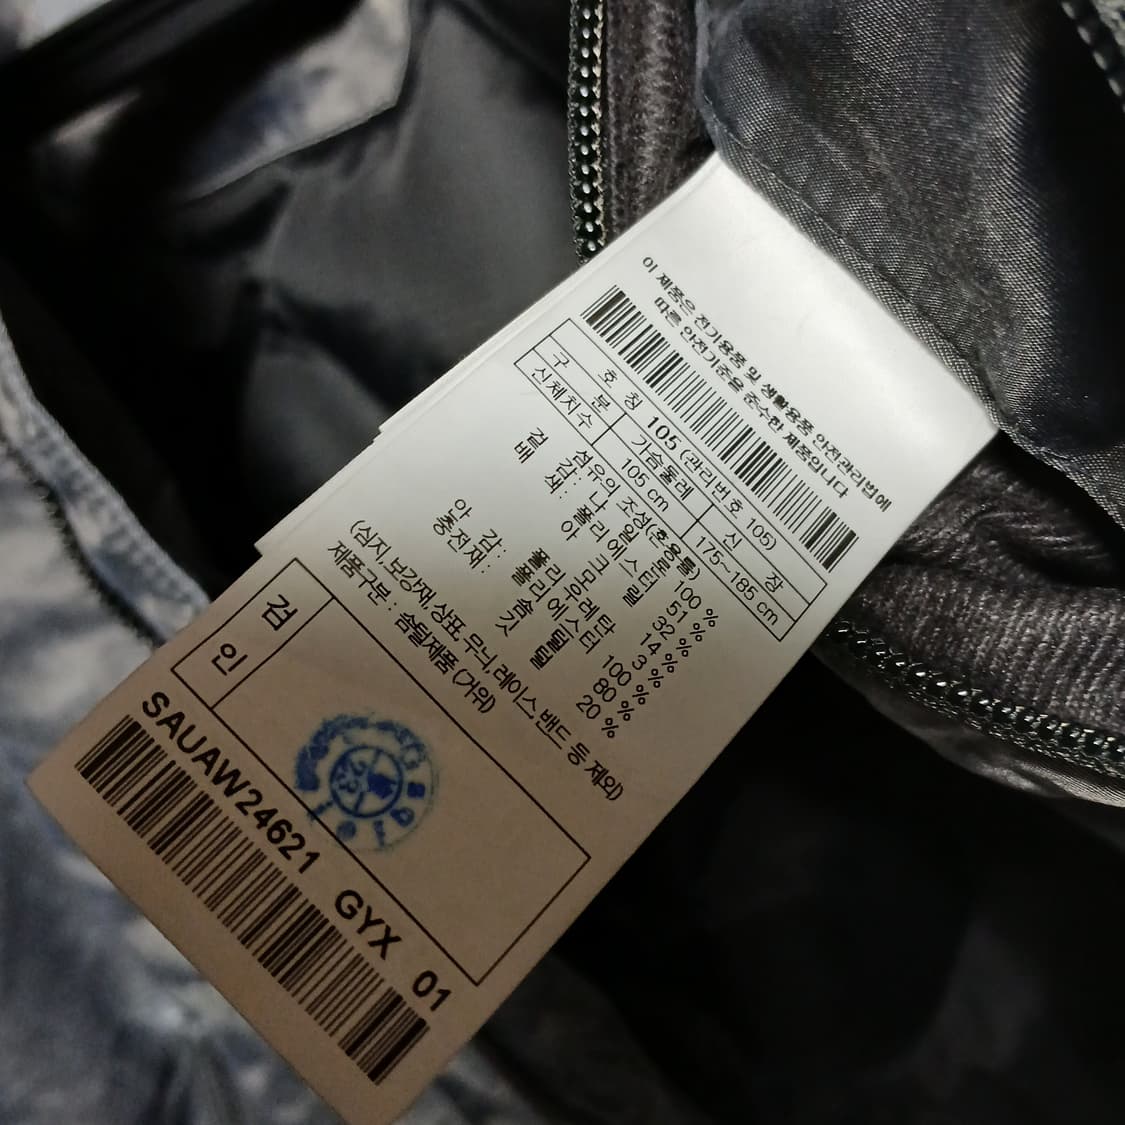 이 제품은 전기용품 및 생활용품 안전관리법에
따른 안전기준을 준수한 제품입니다
호 칭 105 (관리번호 105)
구 분 가슴둘레 신 장
신체치수 105 cm 175~185 cm
섬유의 조성(혼용률)
겉 감 : 나 일 론 100 %
배 색 : 폴리에스터 51 %
아 크 릴 32 %
모 14 %
폴리우레탄 3 %
안 감 : 폴리에스터 100 %
충전재 : 솜털 80 %
깃털 20 %
(심지, 보강재, 상표, 무늬, 레이스, 밴드 등 제외)
제품구분 : 솜털제품 (거위)
검
인
SAUAW24621 GYX 01